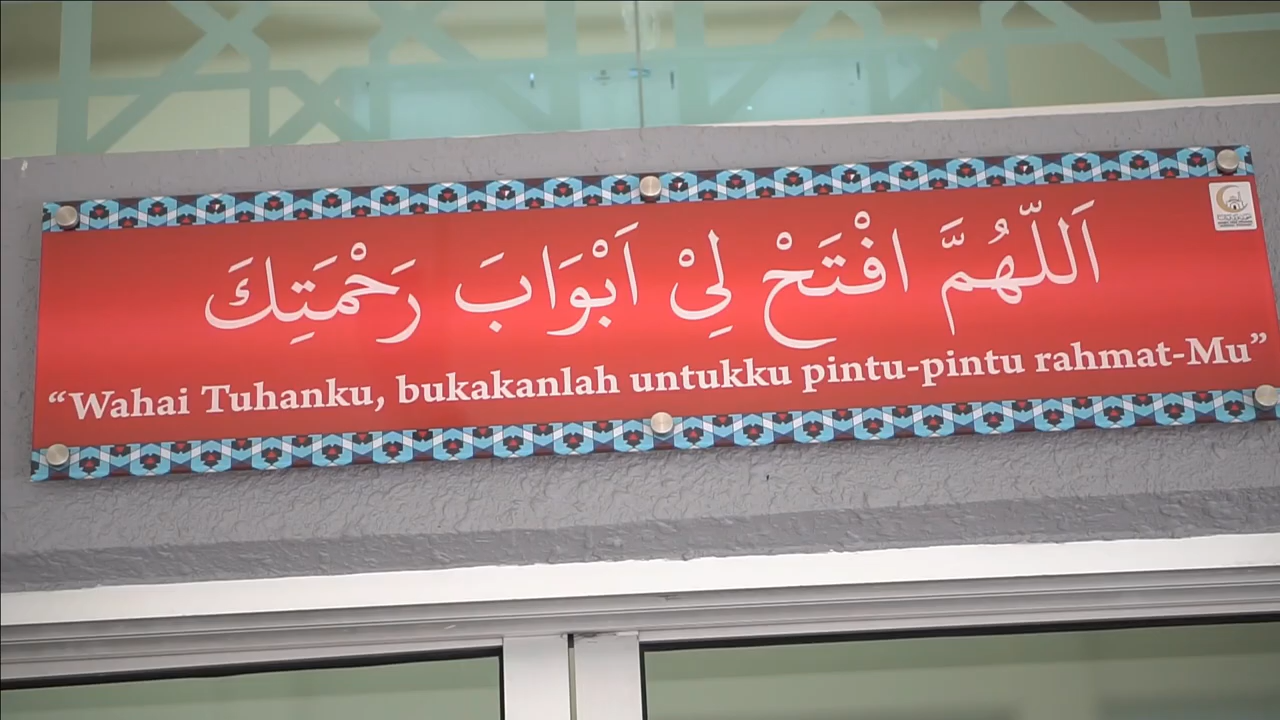 اَللّٰهُمَّ افْتَحْ لِيْ اَبْوَابَ رَحْمَتِكَ
“Wahai Tuhanku, bukakanlah untukku pintu-pintu rahmat-Mu”